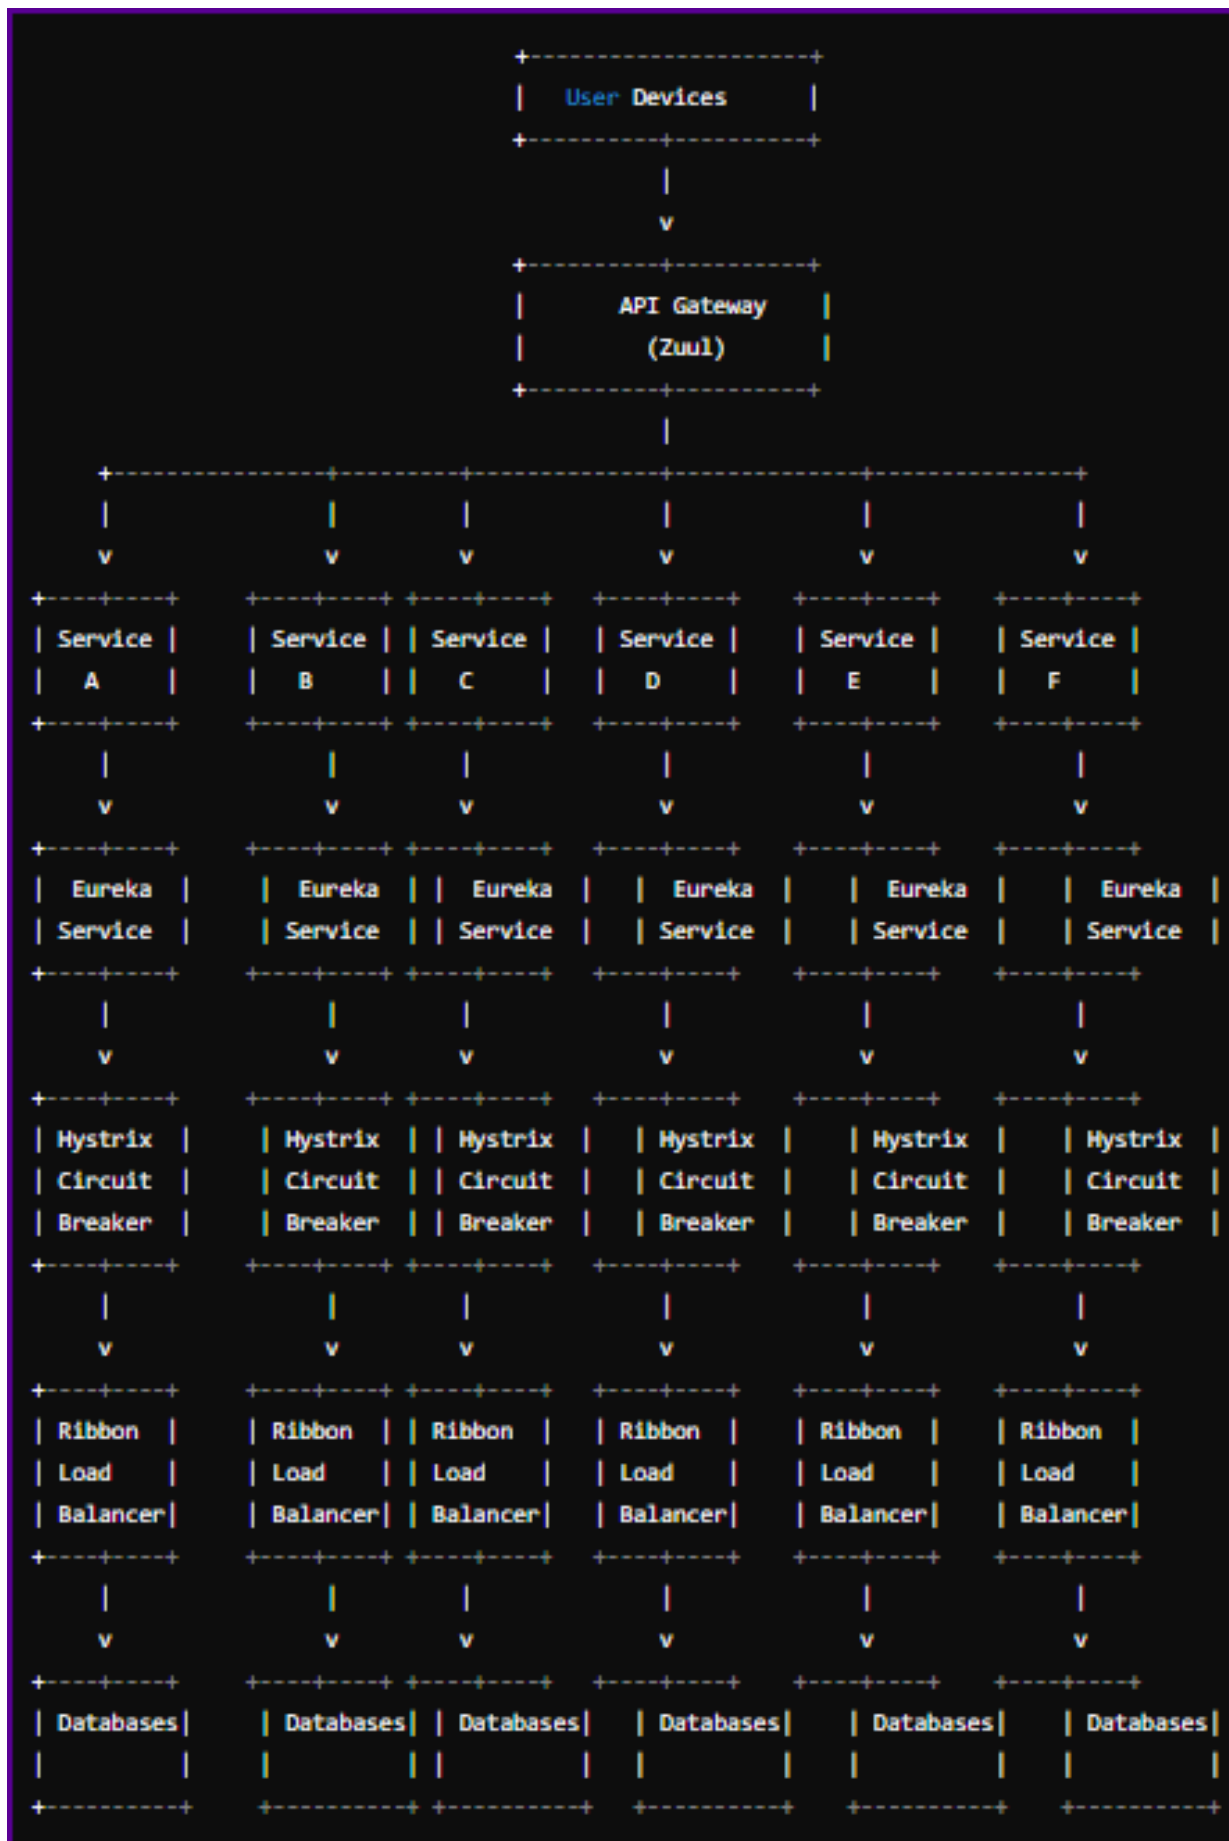 User Devices
API Gateway
(Zuul)
Service Service Service Service Service Service
A B C D E F
Eureka Eureka Eureka Eureka Eureka Eureka
Service Service Service Service Service Service
Hystrix Hystrix Hystrix Hystrix Hystrix Hystrix
Circuit Circuit Circuit Circuit Circuit Circuit
Breaker Breaker Breaker Breaker Breaker Breaker
Ribbon Ribbon Ribbon Ribbon Ribbon Ribbon
Load Load Load Load Load Load
Balancer Balancer Balancer Balancer Balancer Balancer
Databases Databases Databases Databases Databases Databases